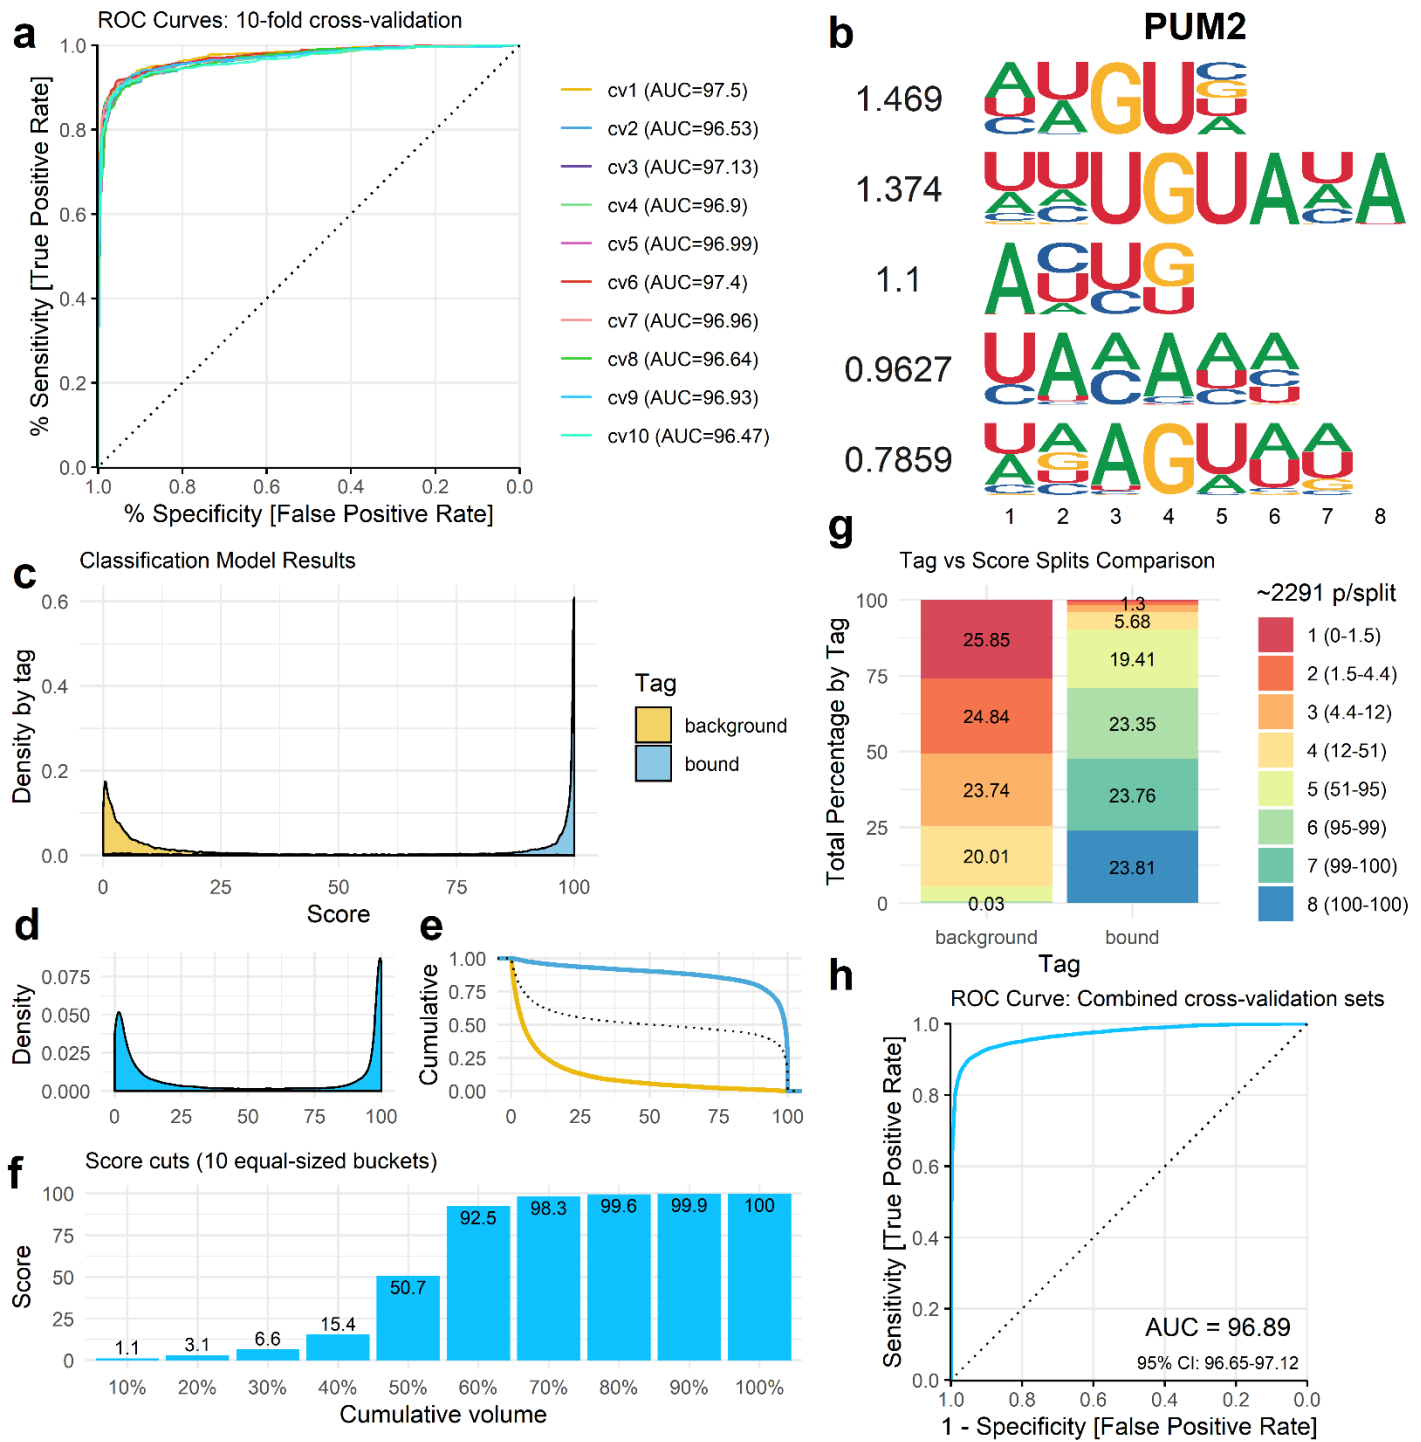 a
ROC Curves: 10-fold cross-validation
% Sensitivity [True Positive Rate]
1.0
0.8
0.6
0.4
0.2
0.0
1.0 0.8 0.6 0.4 0.2 0.0
% Specificity [False Positive Rate]
cv1 (AUC=97.5)
cv2 (AUC=96.53)
cv3 (AUC=97.13)
cv4 (AUC=96.9)
cv5 (AUC=96.99)
cv6 (AUC=97.4)
cv7 (AUC=96.96)
cv8 (AUC=96.64)
cv9 (AUC=96.93)
cv10 (AUC=96.47)
b
PUM2
1.469
A U G U C
U A G
C U
A
1.374
U U U G U A U A
A A A
C C C
1.1
A C U G
U C U
A
0.9627
U A A A A A
C U C C U C
C U
0.7859
U A A G U A A
A G U A U U
C U C C G
C C
1 2 3 4 5 6 7 8
c
Classification Model Results
Density by tag
0.6
0.4
0.2
0.0
0 25 50 75 100
Score
Tag
background
bound
d
Density
0.075
0.050
0.025
0.000
0 25 50 75 100
e
Cumulative
1.00
0.75
0.50
0.25
0.00
0 25 50 75 100
f
Score cuts (10 equal-sized buckets)
Score
100
75
50
25
0
1.1 3.1 6.6 15.4 50.7 92.5 98.3 99.6 99.9 100
10% 20% 30% 40% 50% 60% 70% 80% 90% 100%
Cumulative volume
g
Tag vs Score Splits Comparison
Total Percentage by Tag
100
75
50
25
0
25.85
24.84
23.74
20.01
0.03
1.3
5.68
19.41
23.35
23.76
23.81
background bound
Tag
~2291 p/split
1 (0-1.5)
2 (1.5-4.4)
3 (4.4-12)
4 (12-51)
5 (51-95)
6 (95-99)
7 (99-100)
8 (100-100)
h
ROC Curve: Combined cross-validation sets
Sensitivity [True Positive Rate]
1.0
0.8
0.6
0.4
0.2
0.0
AUC = 96.89
95% CI: 96.65-97.12
1.0 0.8 0.6 0.4 0.2 0.0
1 - Specificity [False Positive Rate]